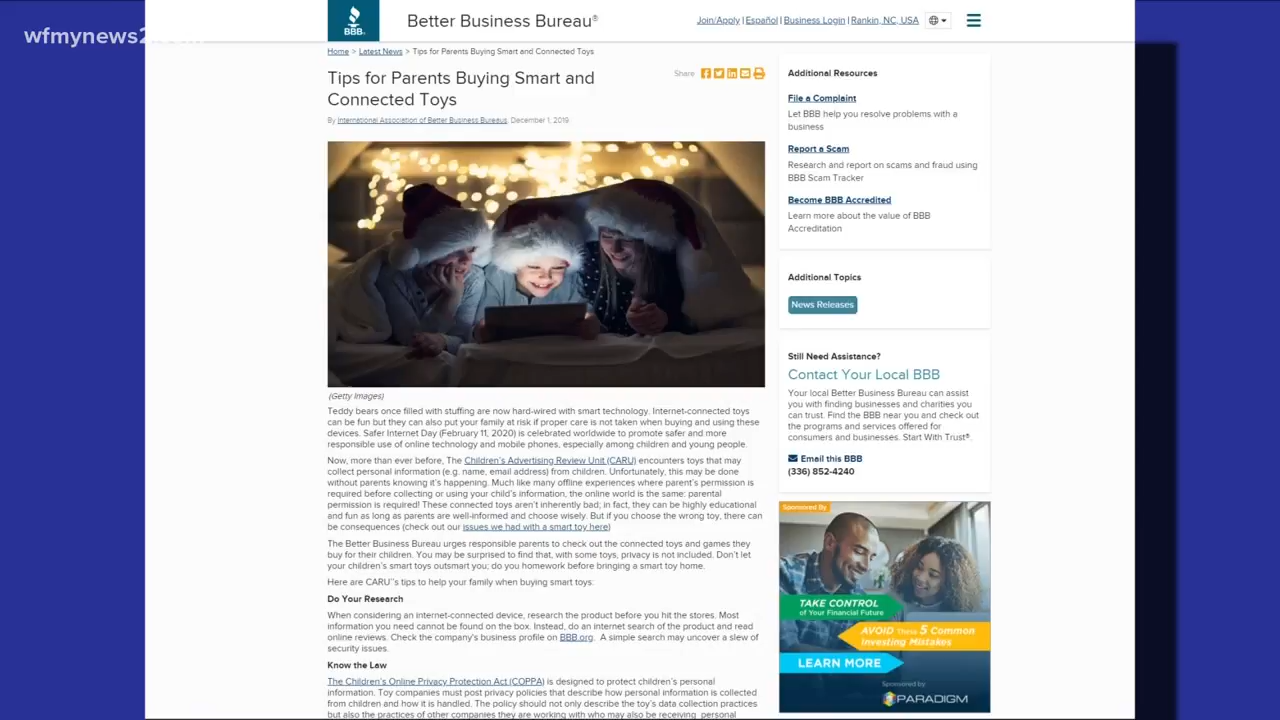 wfmynews2.com
BBB.
Better Business Bureau®
Join/Apply | Español | Business Login | Rankin, NC, USA
Home > Latest News > Tips for Parents Buying Smart and Connected Toys
Tips for Parents Buying Smart and
Connected Toys
Share
By International Association of Better Business Bureaus, December 1, 2019
(Getty Images)
Teddy bears once filled with stuffing are now hard-wired with smart technology. Internet-connected toys
can be fun but they can also put your family at risk if proper care is not taken when buying and using these
devices. Safer Internet Day (February 11, 2020) is celebrated worldwide to promote safer and more
responsible use of online technology and mobile phones, especially among children and young people.
Now, more than ever before, The Children's Advertising Review Unit (CARU) encounters toys that may
collect personal information (e.g. name, email address) from children. Unfortunately, this may be done
without parents knowing it's happening. Much like many offline experiences where parent's permission is
required before collecting or using your child's information, the online world is the same: parental
permission is required! These connected toys aren't inherently bad; in fact, they can be highly educational
and fun as long as parents are well-informed and choose wisely. But if you choose the wrong toy, there can
be consequences (check out our issues we had with a smart toy here)
The Better Business Bureau urges responsible parents to check out the connected toys and games they
buy for their children. You may be surprised to find that, with some toys, privacy is not included. Don't let
your children's smart toys outsmart you; do you homework before bringing a smart toy home.
Here are CARU''s tips to help your family when buying smart toys:
Do Your Research
When considering an internet-connected device, research the product before you hit the stores. Most
information you need cannot be found on the box. Instead, do an internet search of the product and read
online reviews. Check the company's business profile on BBB.org. A simple search may uncover a slew of
security issues.
Know the Law
The Children's Online Privacy Protection Act (COPPA) is designed to protect children's personal
information. Toy companies must post privacy policies that describe how personal information is collected
from children and how it is handled. The policy should not only describe the toy's data collection practices
but also the practices of other companies they are working with who may also be receiving personal
Additional Resources
File a Complaint
Let BBB help you resolve problems with a
business
Report a Scam
Research and report on scams and fraud using
BBB Scam Tracker
Become BBB Accredited
Learn more about the value of BBB
Accreditation
Additional Topics
News Releases
Still Need Assistance?
Contact Your Local BBB
Your local Better Business Bureau can assist
you with finding businesses and charities you
can trust. Find the BBB near you and check out
the programs and services offered for
consumers and businesses. Start With Trust®.
Email this BBB
(336) 852-4240
Sponsored By
TAKE CONTROL
of Your Financial Future
AVOID These 5 Common
Investing Mistakes
LEARN MORE
Sponsored by
PARADIGM